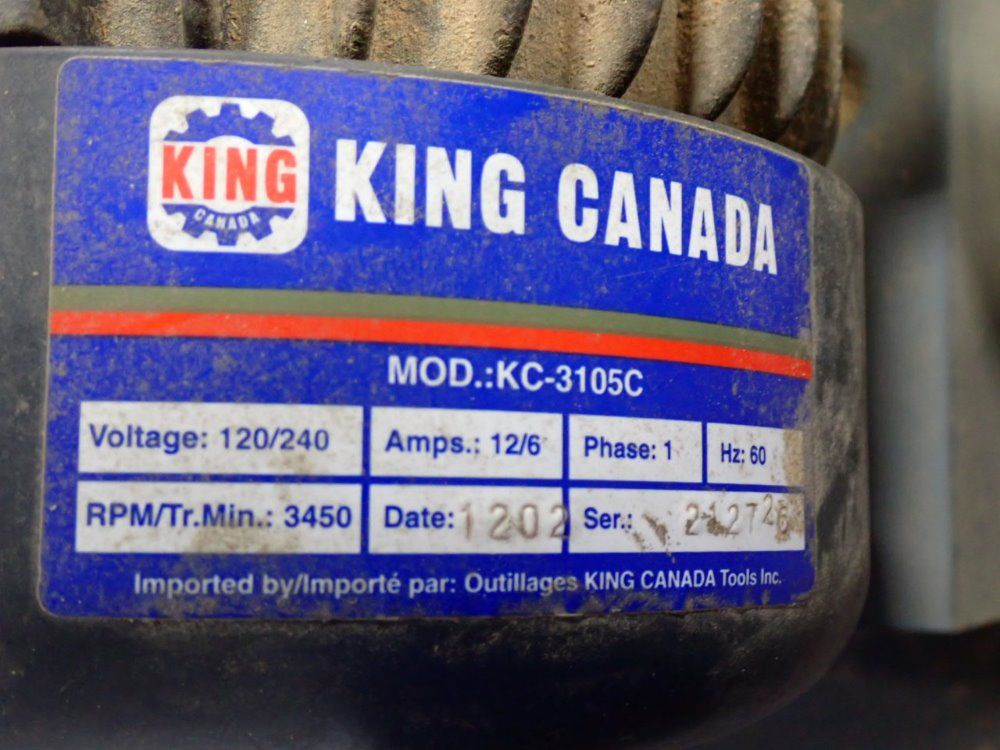 KING
CANADA
KING CANADA
MOD.:KC-3105C
Voltage: 120/240 Amps.: 12/6 Phase: 1 Hz: 60
RPM/Tr.Min.: 3450 Date: 1202 Ser.:
Imported by/Importé par: Outillages KING CANADA Tools Inc.